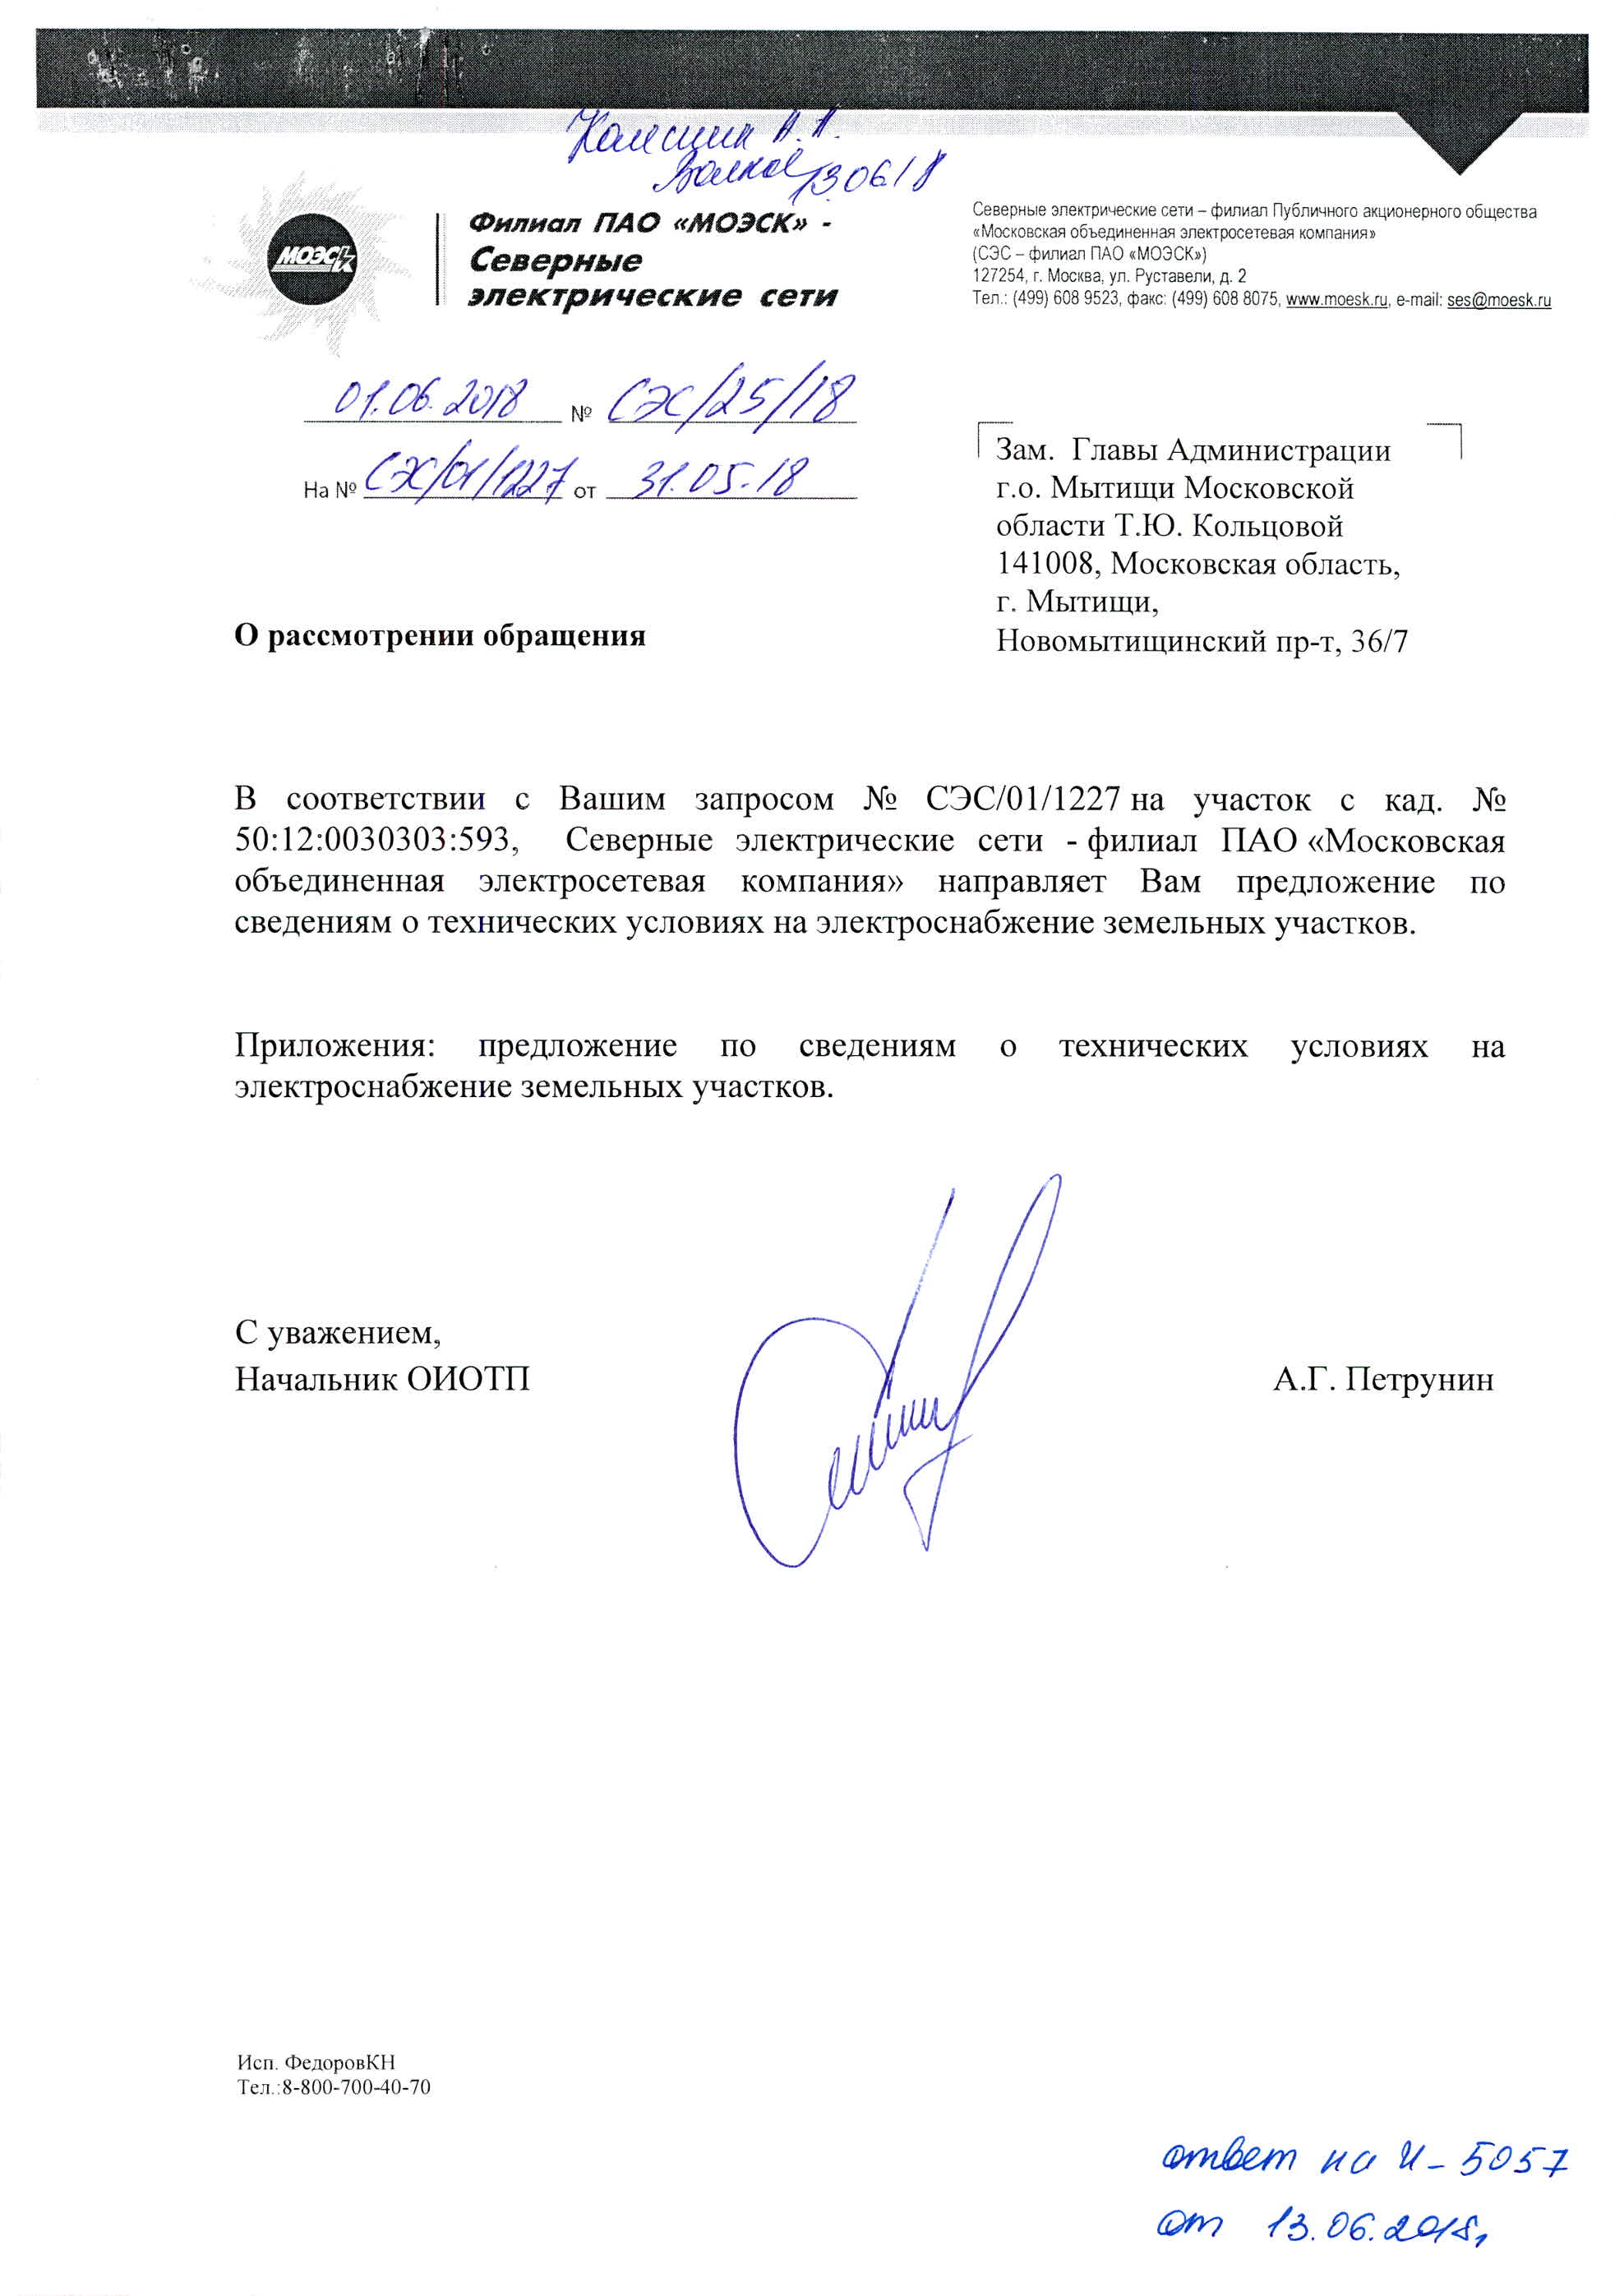 13 06 18
МОЭСК
Филиал ПАО «МОЭСК» -
Северные
электрические сети
Северные электрические сети – филиал Публичного акционерного общества
«Московская объединенная электросетевая компания»
(СЭС – филиал ПАО «МОЭСК»)
127254, г. Москва, ул. Руставели, д. 2
Тел.: (499) 608 9523, факс: (499) 608 8075, www.moesk.ru, e-mail: ses@moesk.ru
01.06.2018 № СЭС/25/18
На № СЭС/01/1227 от 31.05.18
Зам. Главы Администрации
г.о. Мытищи Московской
области Т.Ю. Кольцовой
141008, Московская область,
г. Мытищи,
Новомытищинский пр-т, 36/7
О рассмотрении обращения
В соответствии с Вашим запросом № СЭС/01/1227 на участок с кад. №
50:12:0030303:593, Северные электрические сети - филиал ПАО «Московская
объединенная электросетевая компания» направляет Вам предложение по
сведениям о технических условиях на электроснабжение земельных участков.
Приложения: предложение по сведениям о технических условиях на
электроснабжение земельных участков.
С уважением,
Начальник ОИОТП А.Г. Петрунин
Исп. ФедоровКН
Тел.:8-800-700-40-70
ответ на И-5057
от 13.06.2018г